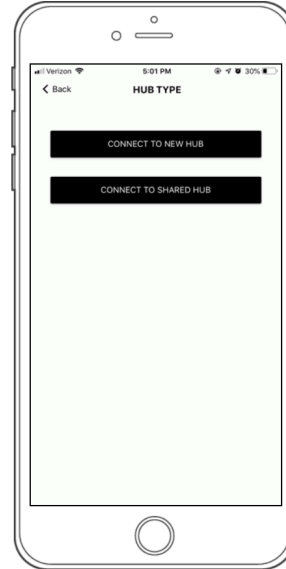 Verizon 5:01 PM 30%
Back HUB TYPE
CONNECT TO NEW HUB
CONNECT TO SHARED HUB